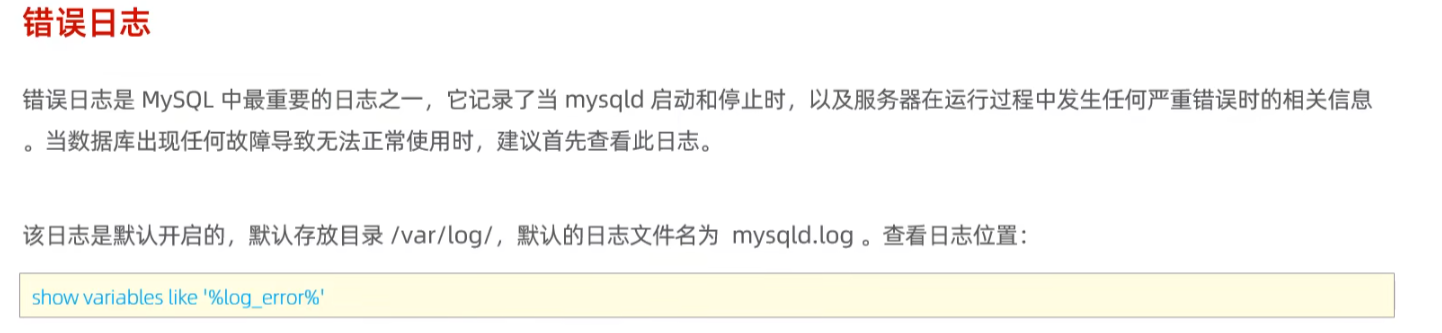 错误日志
错误日志是 MySQL 中最重要的日志之一，它记录了当 mysqld 启动和停止时，以及服务器在运行过程中发生任何严重错误时的相关信息
。当数据库出现任何故障导致无法正常使用时，建议首先查看此日志。
该日志是默认开启的，默认存放目录 /var/log/，默认的日志文件名为 mysqld.log 。查看日志位置：
show variables like '%log_error%'